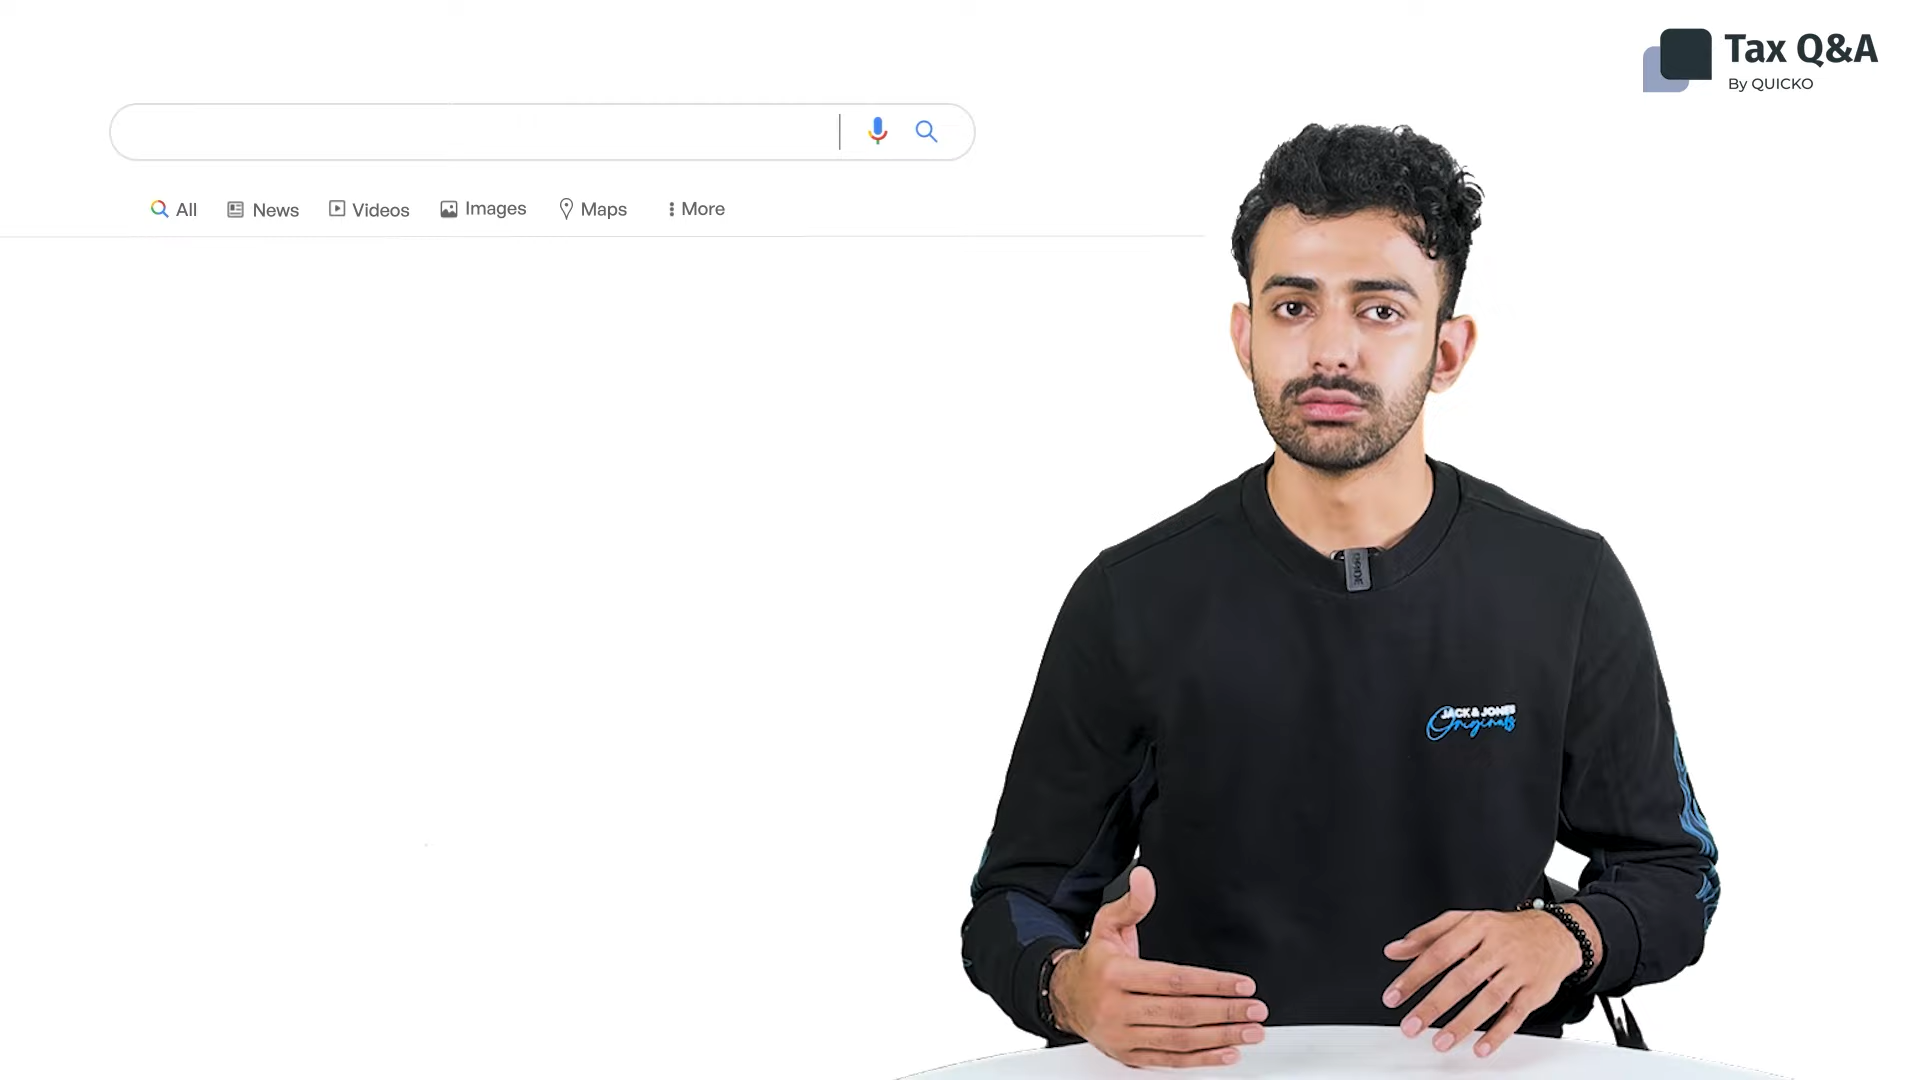 Tax Q&A
By QUICKO
All News Videos Images Maps More
JACK & JONES
Originals